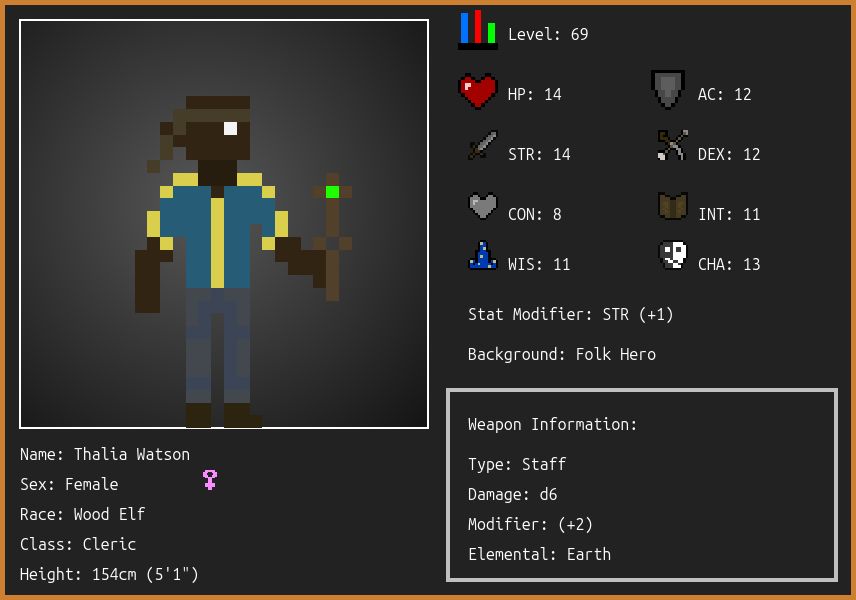 Level: 69
HP: 14
AC: 12
STR: 14
DEX: 12
CON: 8
INT: 11
WIS: 11
CHA: 13
Stat Modifier: STR (+1)
Background: Folk Hero
Name: Thalia Watson
Sex: Female
Race: Wood Elf
Class: Cleric
Height: 154cm (5'1")
Weapon Information:
Type: Staff
Damage: d6
Modifier: (+2)
Elemental: Earth